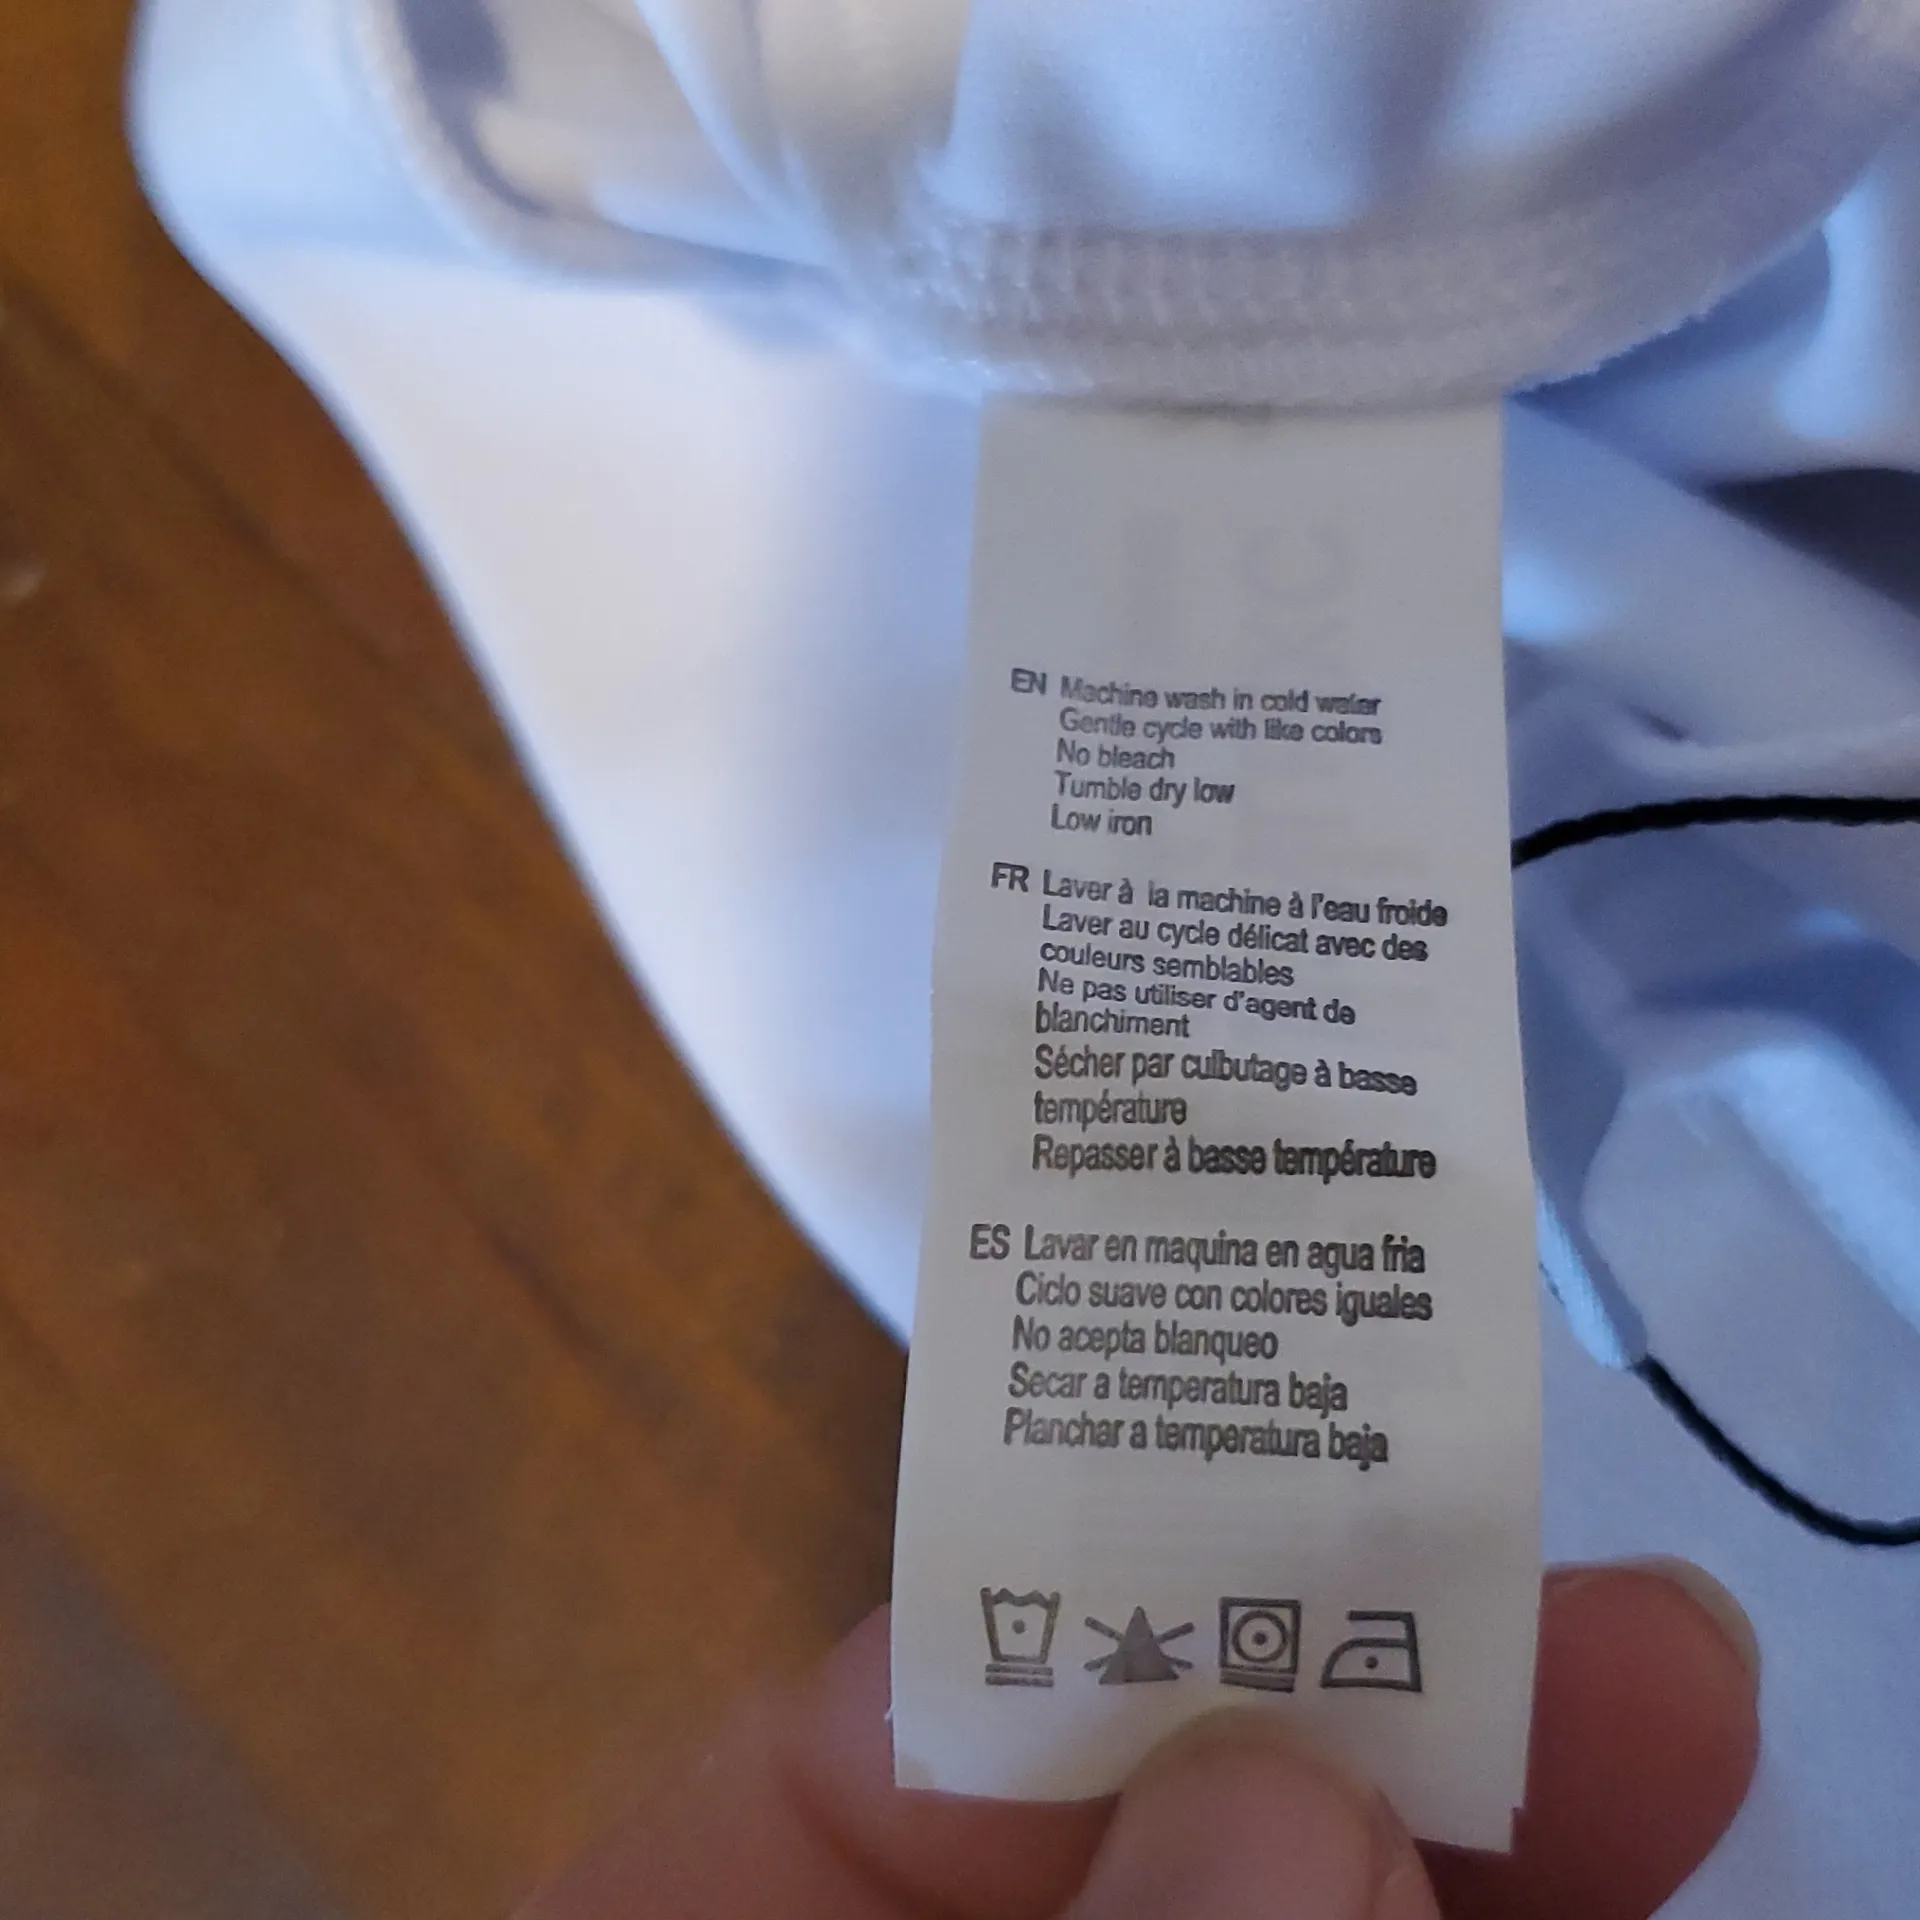 EN Machine wash in cold water
Gentle cycle with like colors
No bleach
Tumble dry low
Low iron
FR Laver à la machine à l'eau froide
Laver au cycle délicat avec des
couleurs semblables
Ne pas utiliser d'agent de
blanchiment
Sécher par culbutage à basse
température
Repasser à basse température
ES Lavar en maquina en agua fria
Ciclo suave con colores iguales
No acepta blanqueo
Secar a temperatura baja
Planchar a temperatura baja